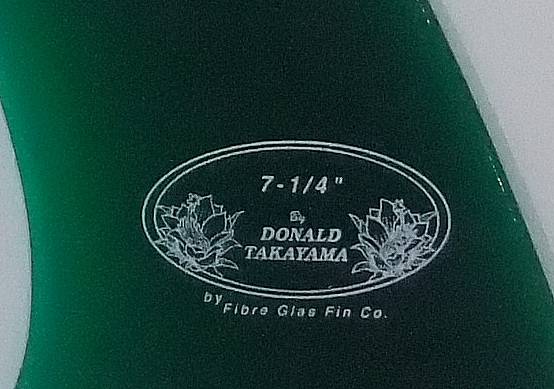 7-1/4"
By
DONALD
TAKAYAMA
by Fibre Glas Fin Co.